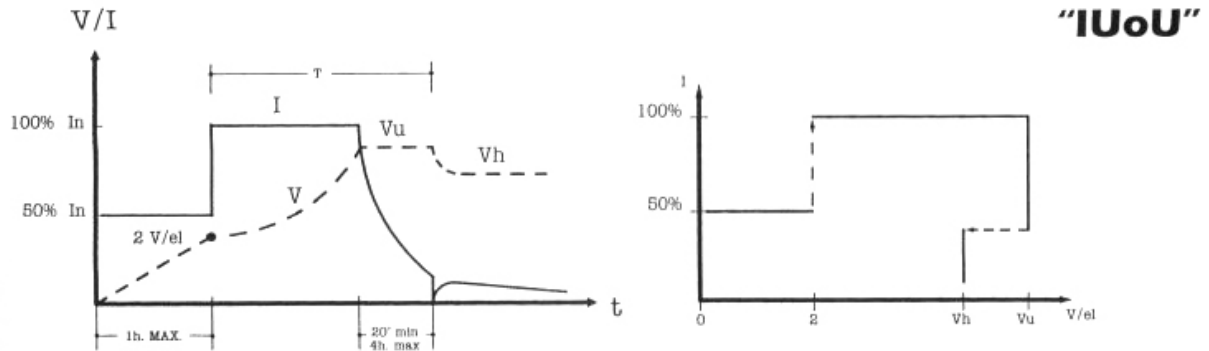 V/I
"IUoU"
T
I
100% In
Vu
Vh
V
50% In
2 V/el
t
1h. MAX.
20' min
4h. max
I
100%
50%
0
2
Vh
Vu
V/el